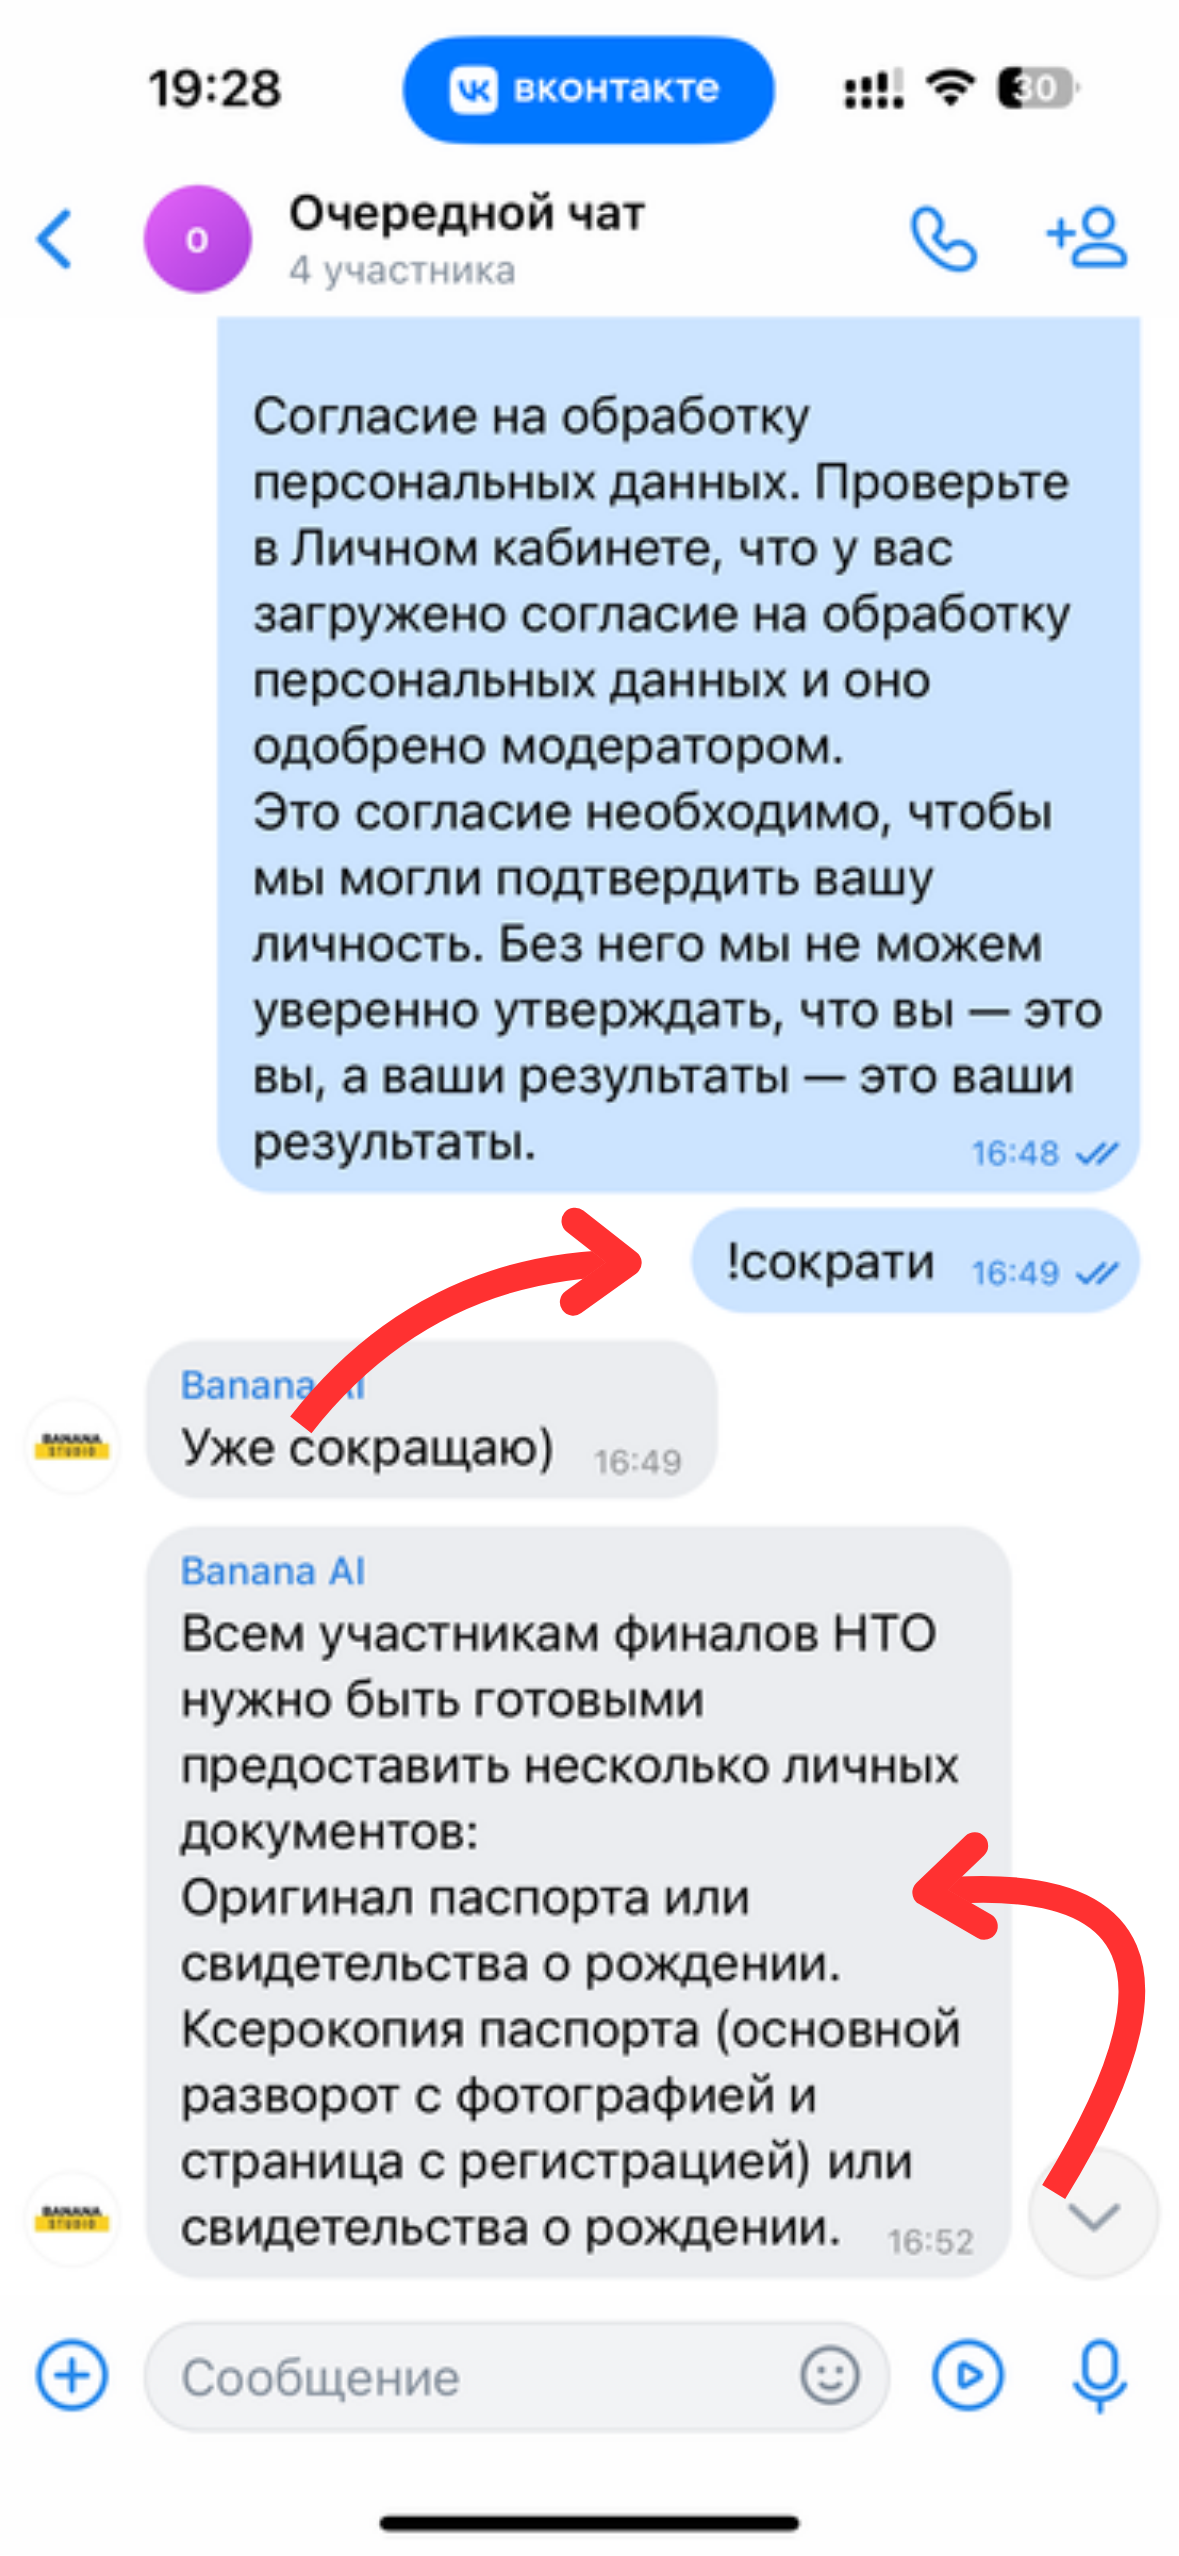 19:28
вконтакте
30
О
Очередной чат
4 участника
Согласие на обработку
персональных данных. Проверьте
в Личном кабинете, что у вас
загружено согласие на обработку
персональных данных и оно
одобрено модератором.
Это согласие необходимо, чтобы
мы могли подтвердить вашу
личность. Без него мы не можем
уверенно утверждать, что вы — это
вы, а ваши результаты — это ваши
результаты.
16:48
!сократи 16:49
Banana AI
Уже сокращаю) 16:49
BANANA
STUDIO
Banana AI
Всем участникам финалов НТО
нужно быть готовыми
предоставить несколько личных
документов:
Оригинал паспорта или
свидетельства о рождении.
Ксерокопия паспорта (основной
разворот с фотографией и
страница с регистрацией) или
свидетельства о рождении. 16:52
BANANA
STUDIO
Сообщение